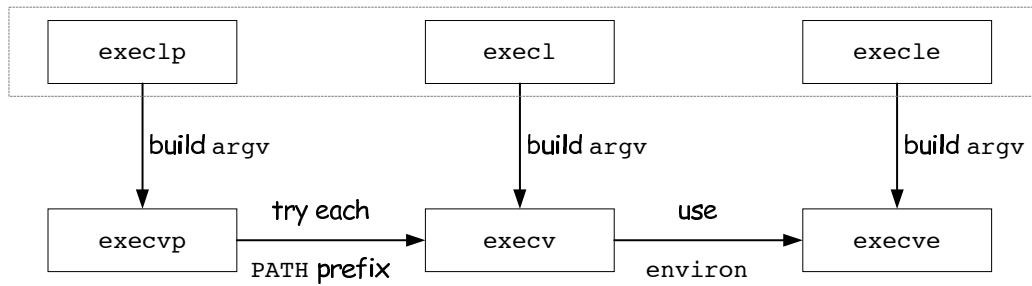 execlp
execl
execle
build argv
build argv
build argv
execvp
try each
PATH prefix
execv
use
environ
execve